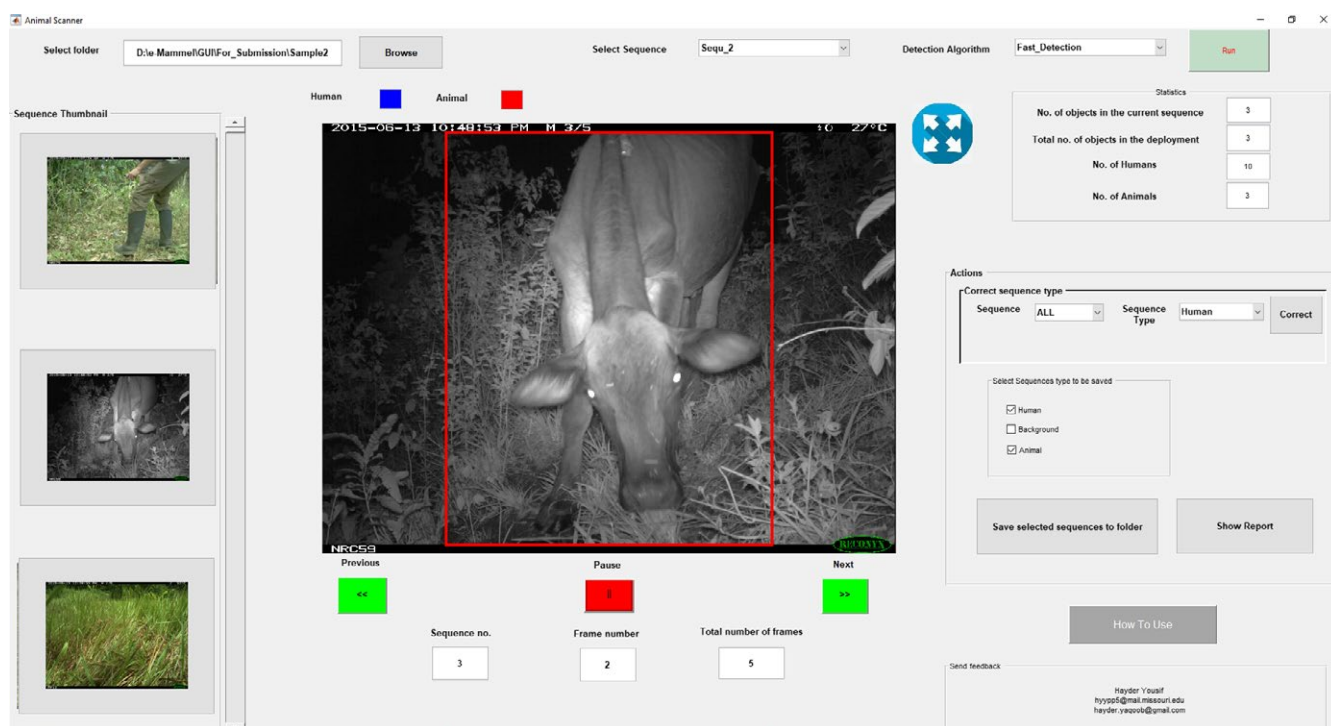 Animal Scanner
Select folder
D:\e-Mammel\GUI\For_Submission\Sample2
Browse
Select Sequence
Sequ_2
Detection Algorithm
Fast_Detection
Run
Human
Animal
Sequence Thumbnail
2015-06-13 10:48:53 PM M 3/5
27°C
NRC59
RECONYX
Statistics
No. of objects in the current sequence
3
Total no. of objects in the deployment
3
No. of Humans
10
No. of Animals
3
Actions
Correct sequence type
Sequence
ALL
Sequence
Type
Human
Correct
Select Sequences type to be saved
Human
Background
Animal
Save selected sequences to folder
Show Report
Previous
Pause
Next
<<
||
>>
Sequence no.
Frame number
Total number of frames
3
2
5
How To Use
Send feedback
Hayder Yousif
hyypp5@mail.missouri.edu
hayder.yaqoob@gmail.com